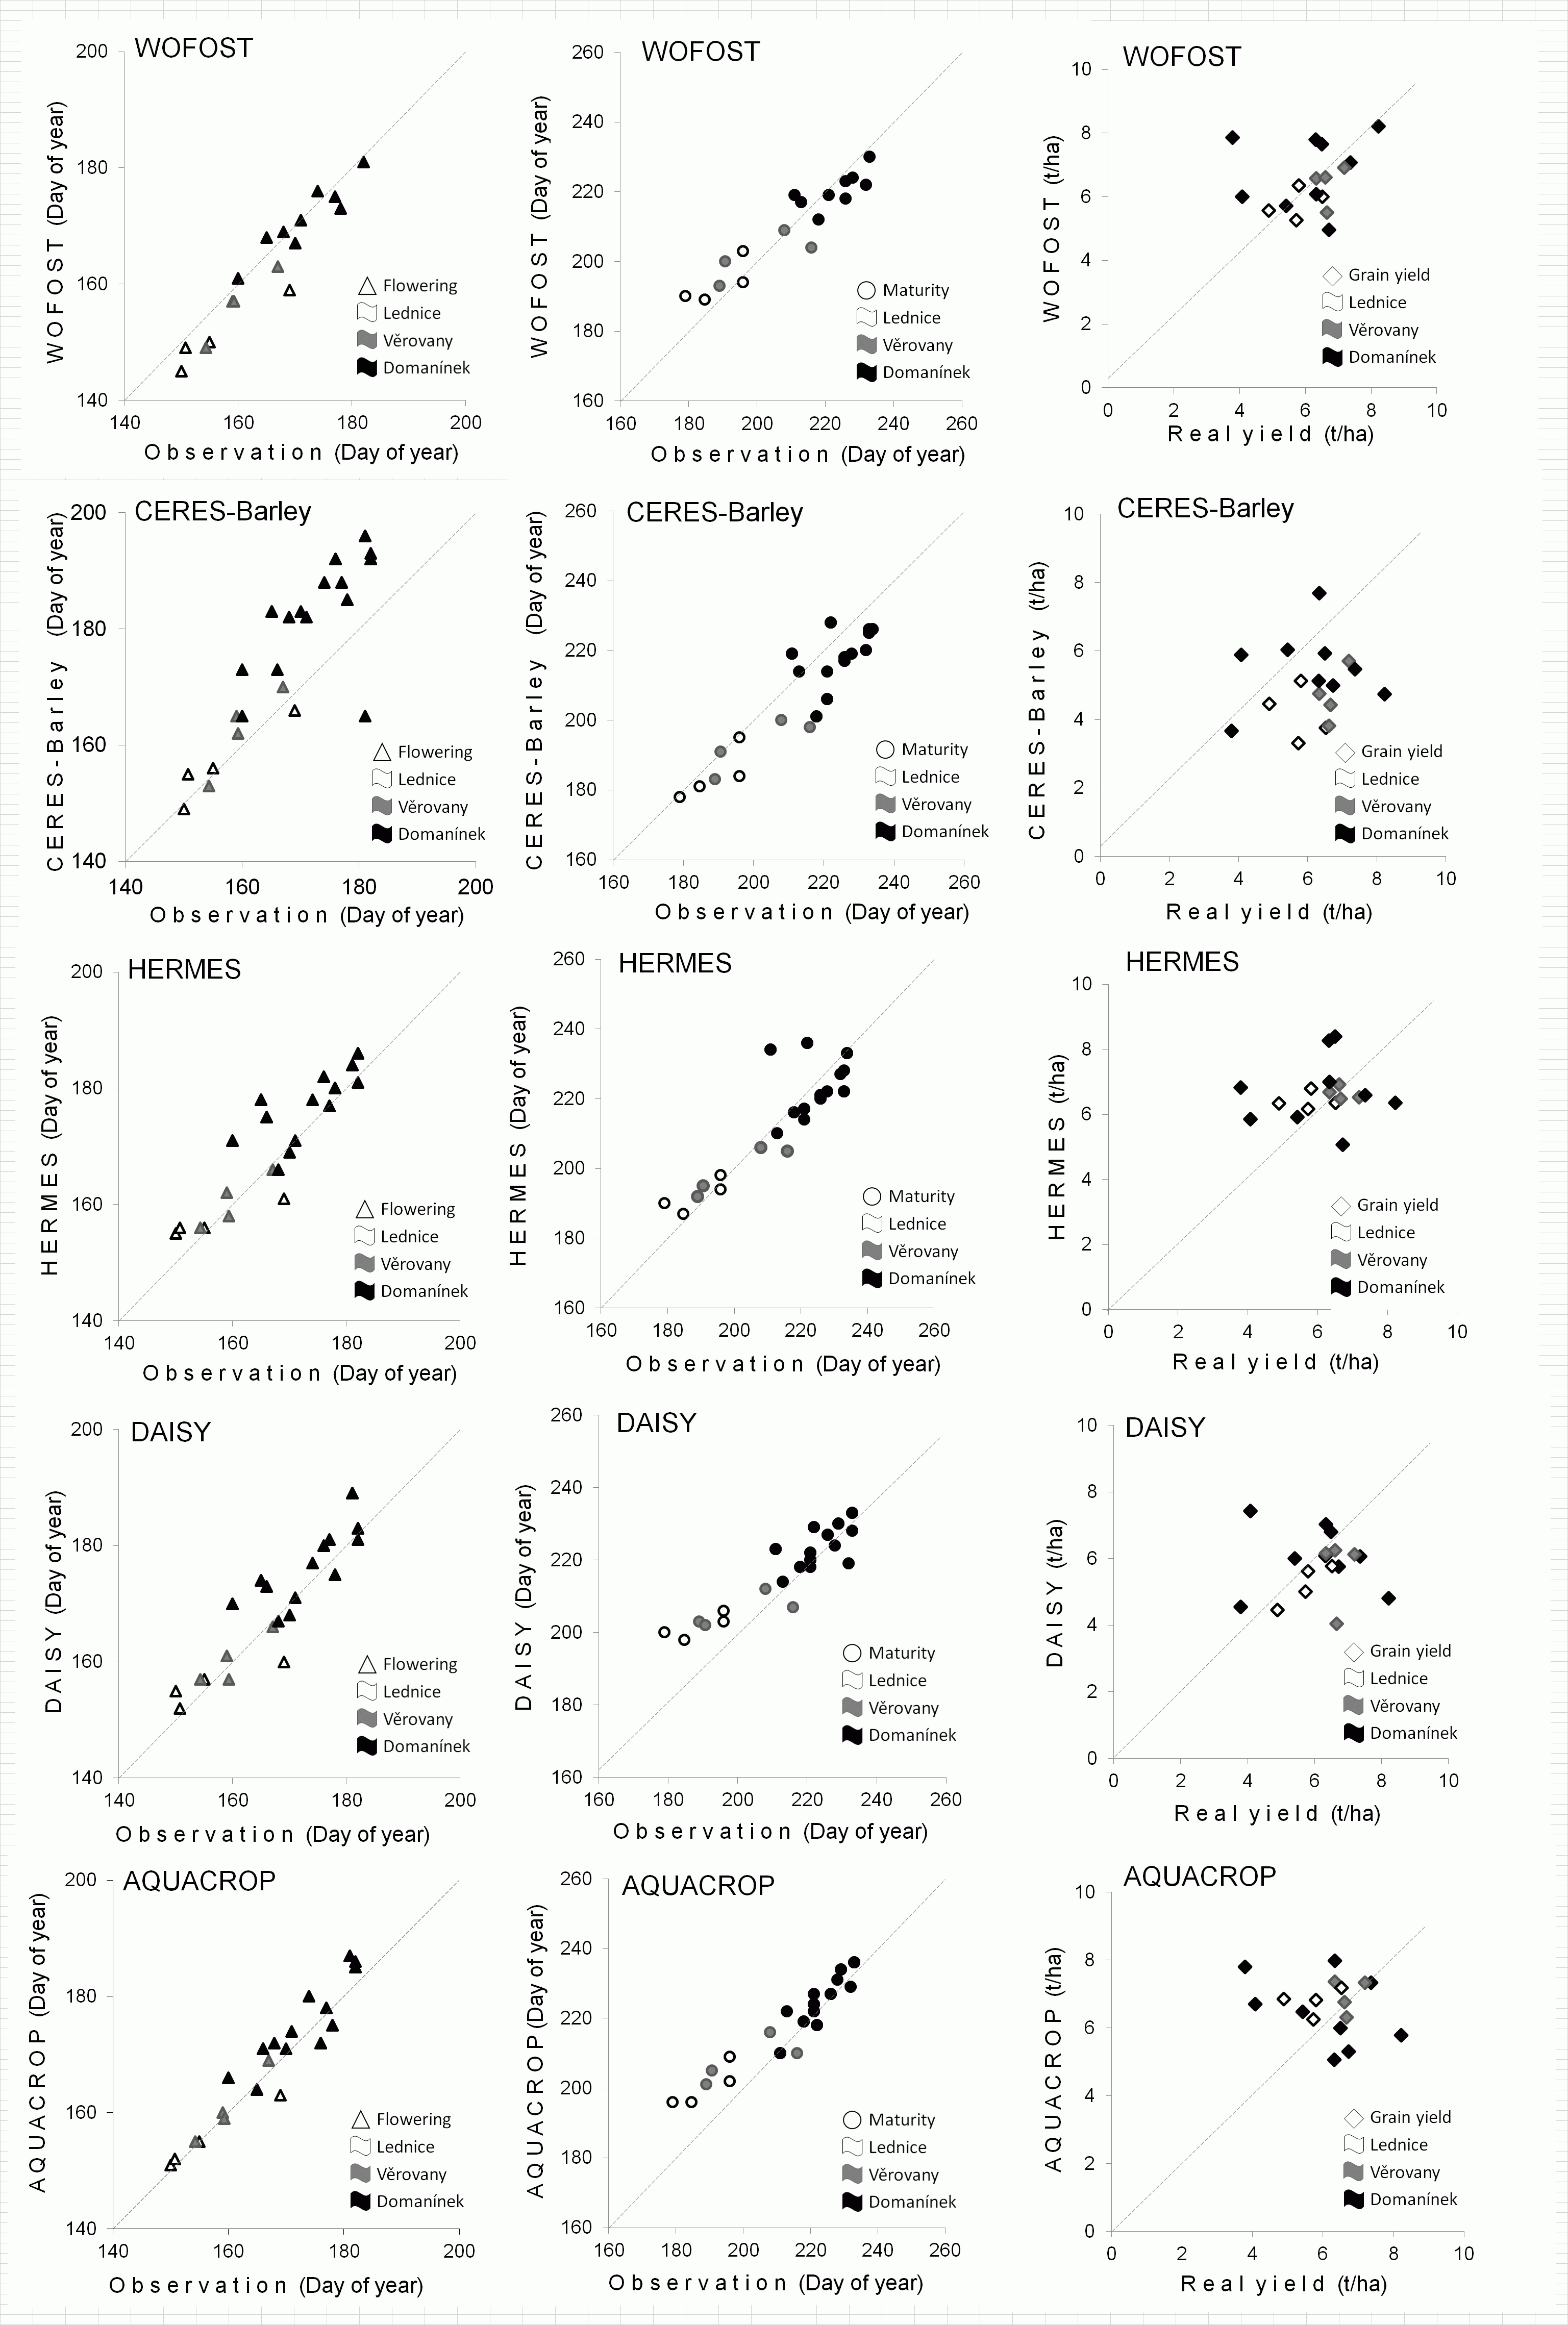 WOFOST
200
180
160
140
140 160 180 200
WOFOST (Day of year)
Observation (Day of year)
Flowering
Lednice
Věrovany
Domanínek
WOFOST
260
240
220
200
180
160
160 180 200 220 240 260
WOFOST (Day of year)
Observation (Day of year)
Maturity
Lednice
Věrovany
Domanínek
WOFOST
10
8
6
4
2
0
0 2 4 6 8 10
WOFOST (t/ha)
Real yield (t/ha)
Grain yield
Lednice
Věrovany
Domanínek
CERES-Barley
200
180
160
140
140 160 180 200
CERES-Barley (Day of year)
Observation (Day of year)
Flowering
Lednice
Věrovany
Domanínek
CERES-Barley
260
240
220
200
180
160
160 180 200 220 240 260
CERES-Barley (Day of year)
Observation (Day of year)
Maturity
Lednice
Věrovany
Domanínek
CERES-Barley
10
8
6
4
2
0
0 2 4 6 8 10
CERES-Barley (t/ha)
Real yield (t/ha)
Grain yield
Lednice
Věrovany
Domanínek
HERMES
200
180
160
140
140 160 180 200
HERMES (Day of year)
Observation (Day of year)
Flowering
Lednice
Věrovany
Domanínek
HERMES
260
240
220
200
180
160
160 180 200 220 240 260
HERMES (Day of year)
Observation (Day of year)
Maturity
Lednice
Věrovany
Domanínek
HERMES
10
8
6
4
2
0
0 2 4 6 8 10
HERMES (t/ha)
Real yield (t/ha)
Grain yield
Lednice
Věrovany
Domanínek
DAISY
200
180
160
140
140 160 180 200
DAISY (Day of year)
Observation (Day of year)
Flowering
Lednice
Věrovany
Domanínek
DAISY
260
240
220
200
180
160
160 180 200 220 240 260
DAISY (Day of year)
Observation (Day of year)
Maturity
Lednice
Věrovany
Domanínek
DAISY
10
8
6
4
2
0
0 2 4 6 8 10
DAISY (t/ha)
Real yield (t/ha)
Grain yield
Lednice
Věrovany
Domanínek
AQUACROP
200
180
160
140
140 160 180 200
AQUACROP (Day of year)
Observation (Day of year)
Flowering
Lednice
Věrovany
Domanínek
AQUACROP
260
240
220
200
180
160
160 180 200 220 240 260
AQUACROP (Day of year)
Observation (Day of year)
Maturity
Lednice
Věrovany
Domanínek
AQUACROP
10
8
6
4
2
0
0 2 4 6 8 10
AQUACROP (t/ha)
Real yield (t/ha)
Grain yield
Lednice
Věrovany
Domanínek